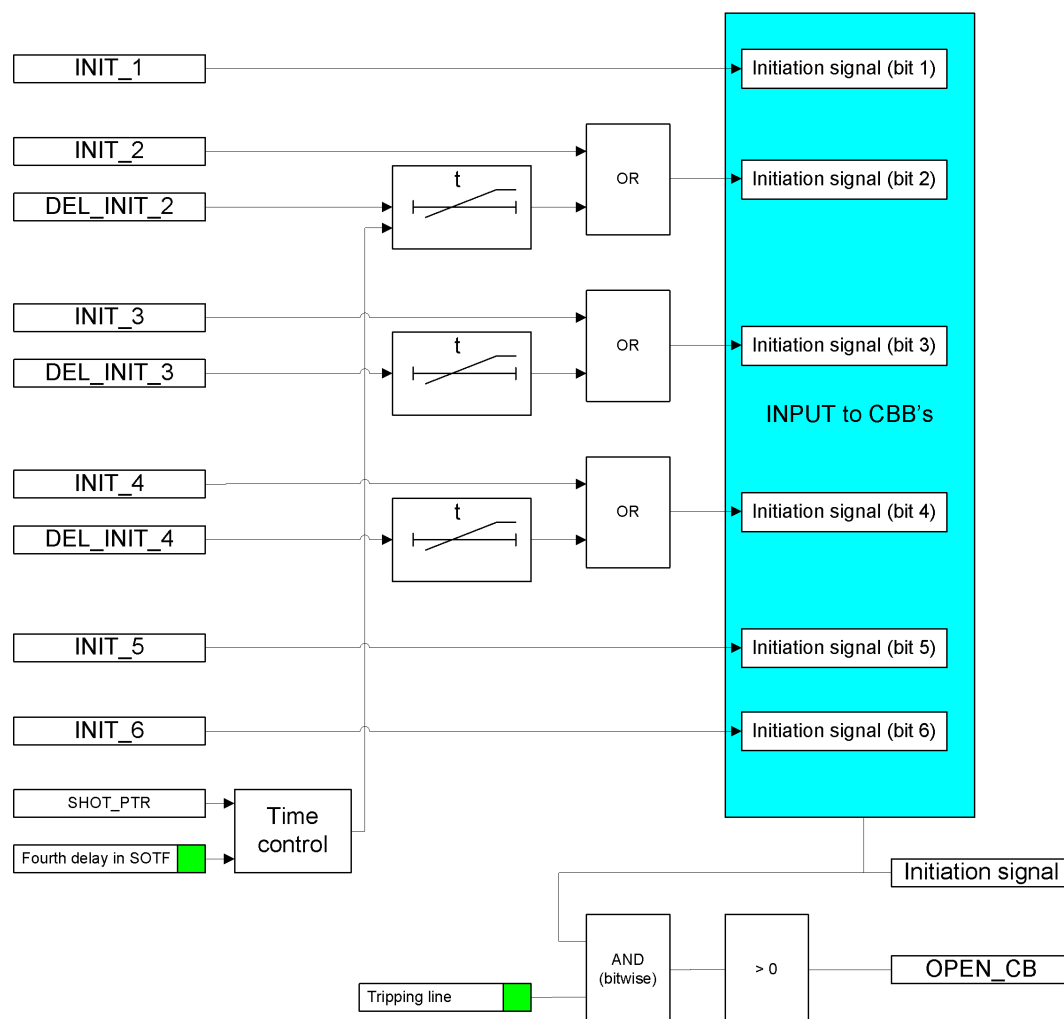 INIT_1
Initiation signal (bit 1)
INIT_2
OR
Initiation signal (bit 2)
t
DEL_INIT_2
INIT_3
OR
Initiation signal (bit 3)
t
DEL_INIT_3
INPUT to CBB's
INIT_4
OR
Initiation signal (bit 4)
t
DEL_INIT_4
INIT_5
Initiation signal (bit 5)
INIT_6
Initiation signal (bit 6)
SHOT_PTR
Time
control
Fourth delay in SOTF
Initiation signal
AND
(bitwise)
> 0
OPEN_CB
Tripping line